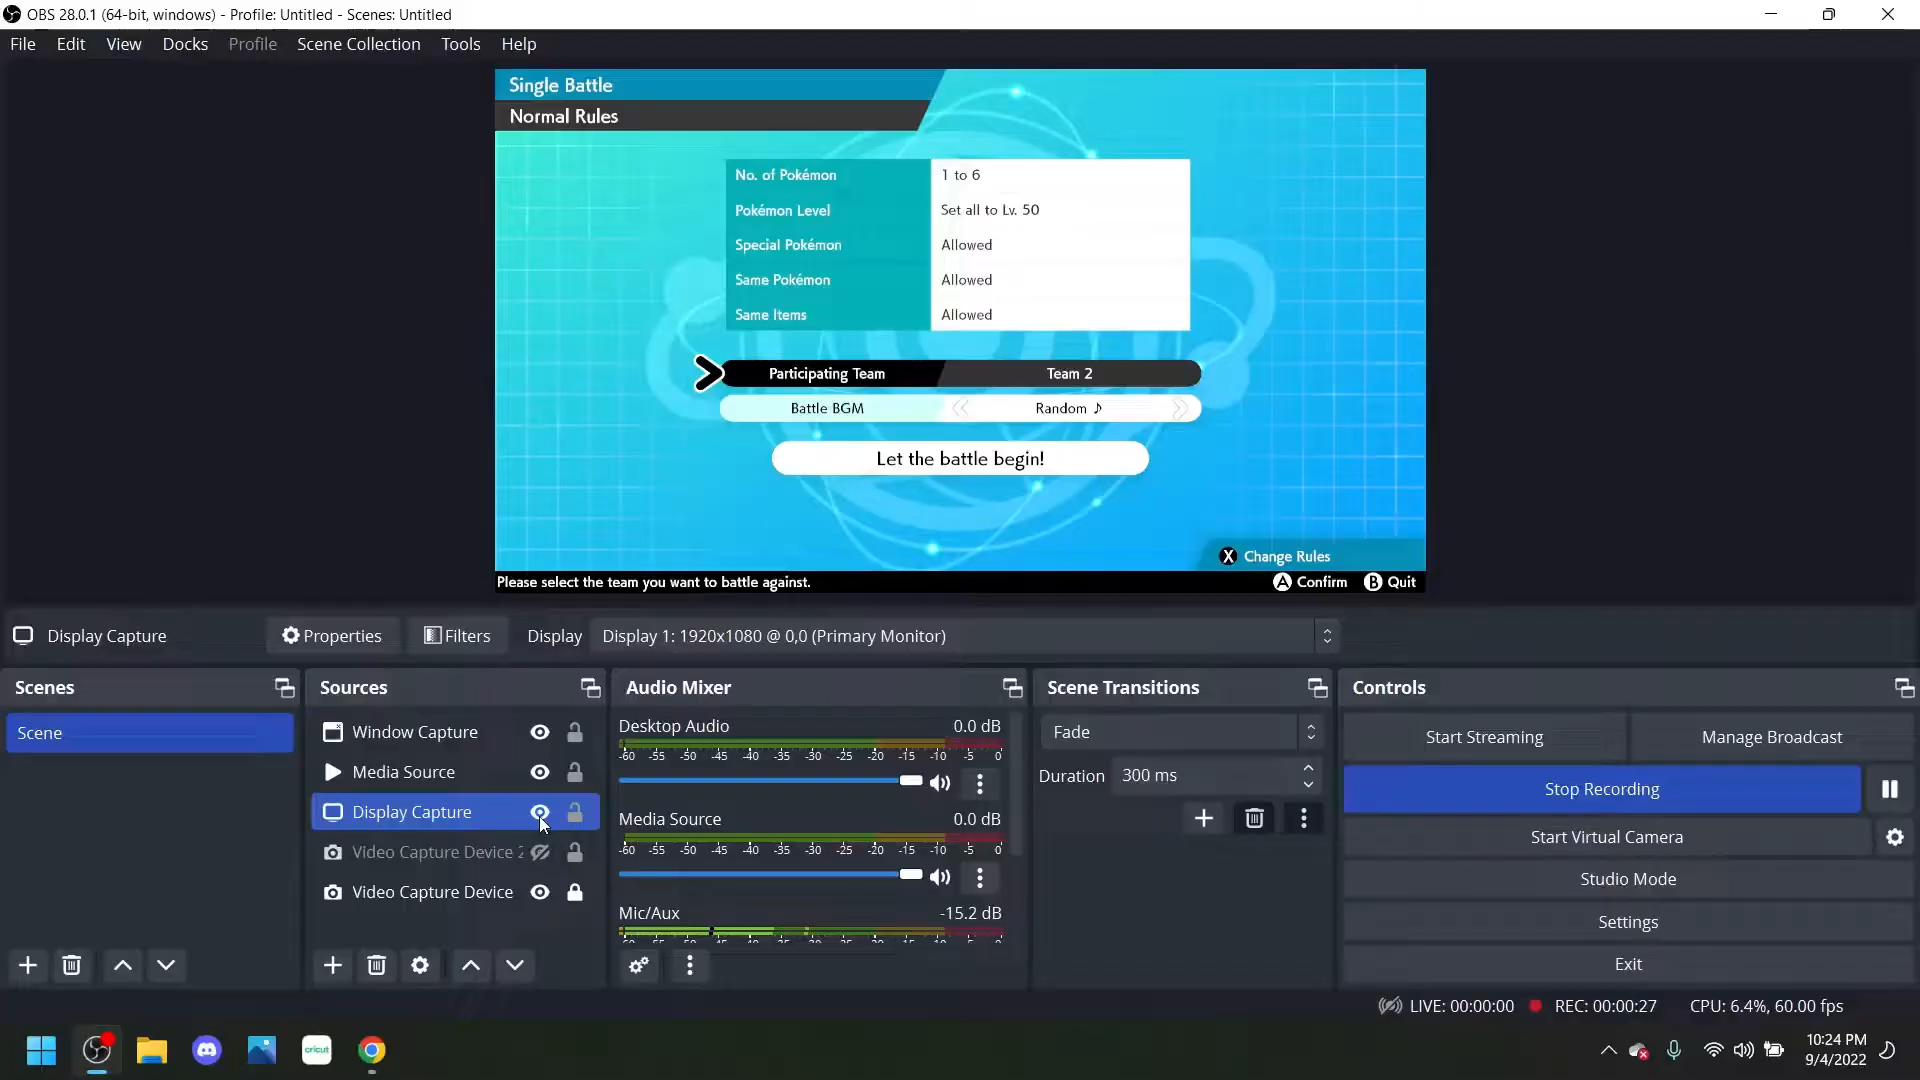 OBS 28.0.1 (64-bit, windows) - Profile: Untitled - Scenes: Untitled
File Edit View Docks Profile Scene Collection Tools Help
Single Battle
Normal Rules
No. of Pokémon 1 to 6
Pokémon Level Set all to Lv. 50
Special Pokémon Allowed
Same Pokémon Allowed
Same Items Allowed
Participating Team Team 2
Battle BGM Random ♪
Let the battle begin!
X Change Rules
Please select the team you want to battle against. A Confirm B Quit
Display Capture Properties Filters Display Display 1: 1920x1080 @ 0,0 (Primary Monitor)
Scenes
Scene
Sources
Window Capture
Media Source
Display Capture
Video Capture Device 2
Video Capture Device
Audio Mixer
Desktop Audio 0.0 dB
-60 -55 -50 -45 -40 -35 -30 -25 -20 -15 -10 -5 0
Media Source 0.0 dB
-60 -55 -50 -45 -40 -35 -30 -25 -20 -15 -10 -5 0
Mic/Aux -15.2 dB
Scene Transitions
Fade
Duration 300 ms
Controls
Start Streaming Manage Broadcast
Stop Recording
Start Virtual Camera
Studio Mode
Settings
Exit
LIVE: 00:00:00 REC: 00:00:27 CPU: 6.4%, 60.00 fps
cricut
10:24 PM
9/4/2022